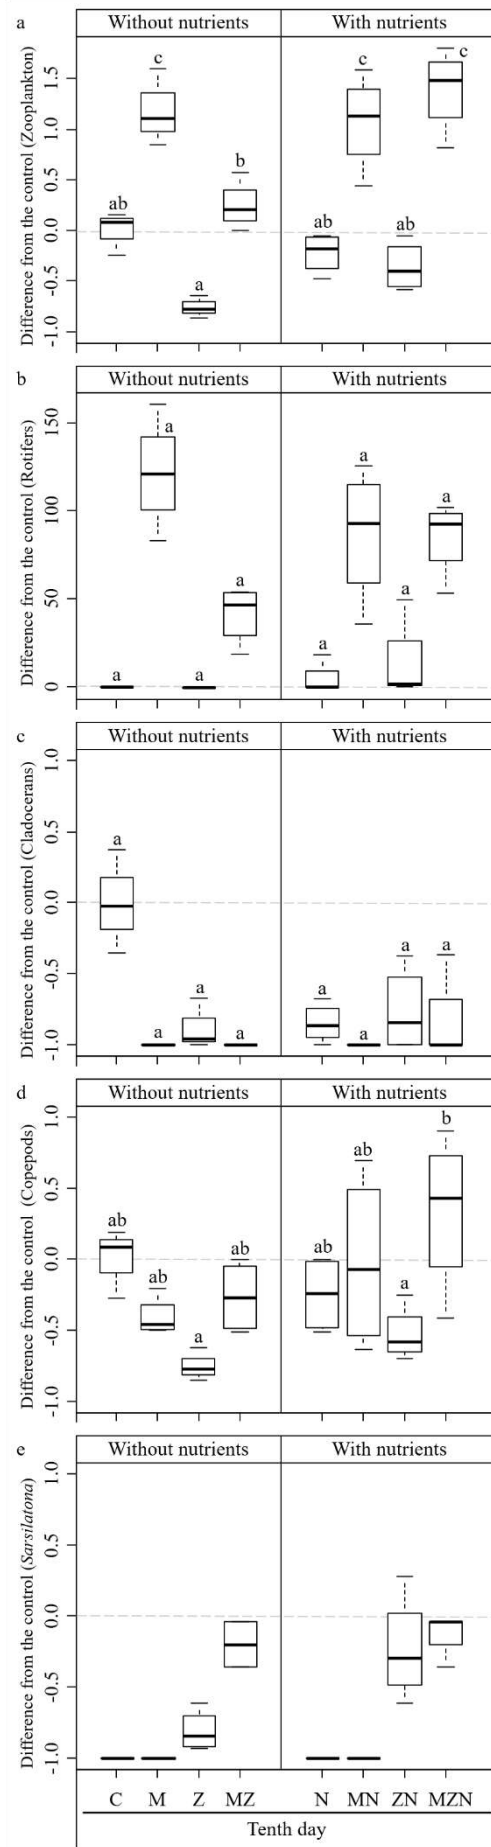 a
Without nutrients
With nutrients
Difference from the control (Zooplankton)
1.5
1.0
0.5
0.0
-0.5
-1.0
ab
c
a
b
ab
c
ab
c
b
Without nutrients
With nutrients
Difference from the control (Rotifers)
150
100
50
0
a
a
a
a
a
a
a
a
c
Without nutrients
With nutrients
Difference from the control (Cladocerans)
1.0
0.5
0.0
-0.5
-1.0
a
a
a
a
a
a
a
a
d
Without nutrients
With nutrients
Difference from the control (Copepods)
1.0
0.5
0.0
-0.5
-1.0
ab
ab
a
ab
ab
ab
a
b
e
Without nutrients
With nutrients
Difference from the control (Sarsilatona)
1.0
0.5
0.0
-0.5
-1.0
C M Z MZ N MN ZN MZN
Tenth day